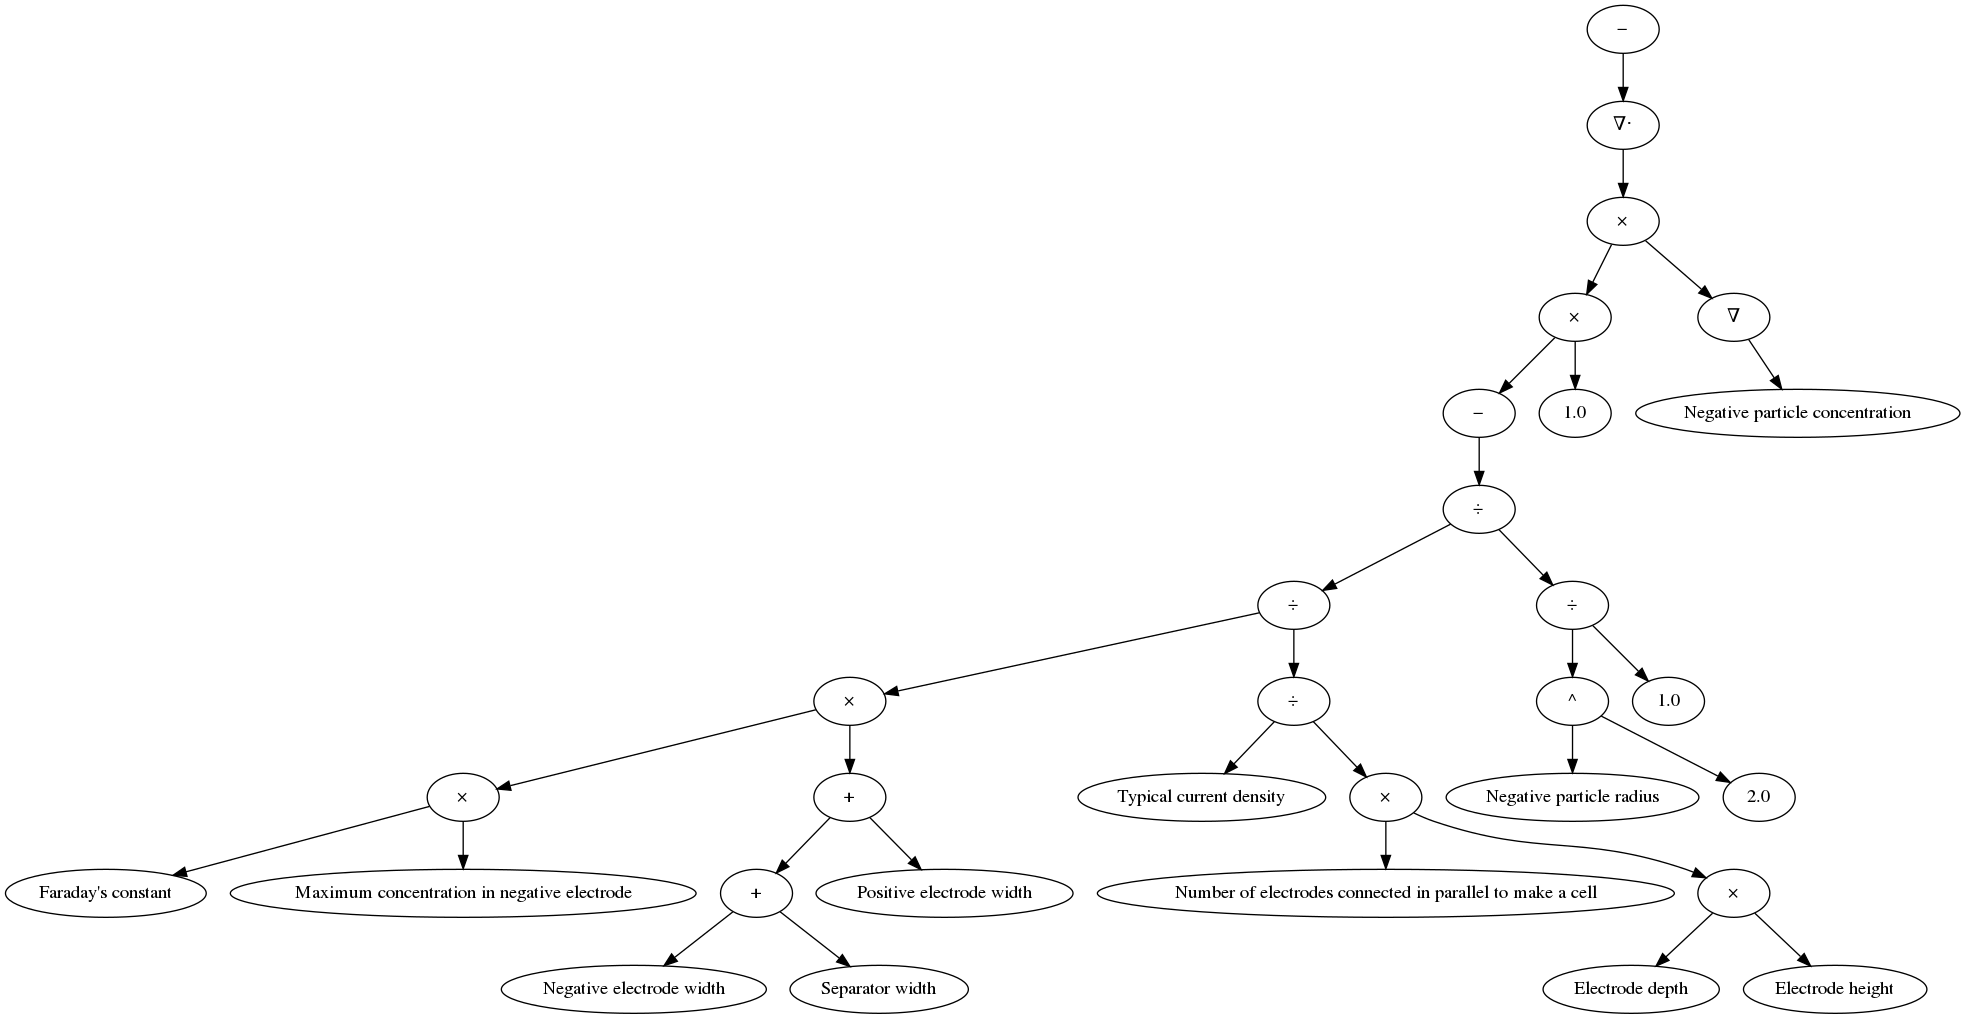 −
∇⋅
×
×
∇
−
1.0
Negative particle concentration
÷
÷
÷
×
÷
^
1.0
×
+
Typical current density
×
Negative particle radius
2.0
Faraday's constant
Maximum concentration in negative electrode
+
Positive electrode width
Number of electrodes connected in parallel to make a cell
×
Negative electrode width
Separator width
Electrode depth
Electrode height